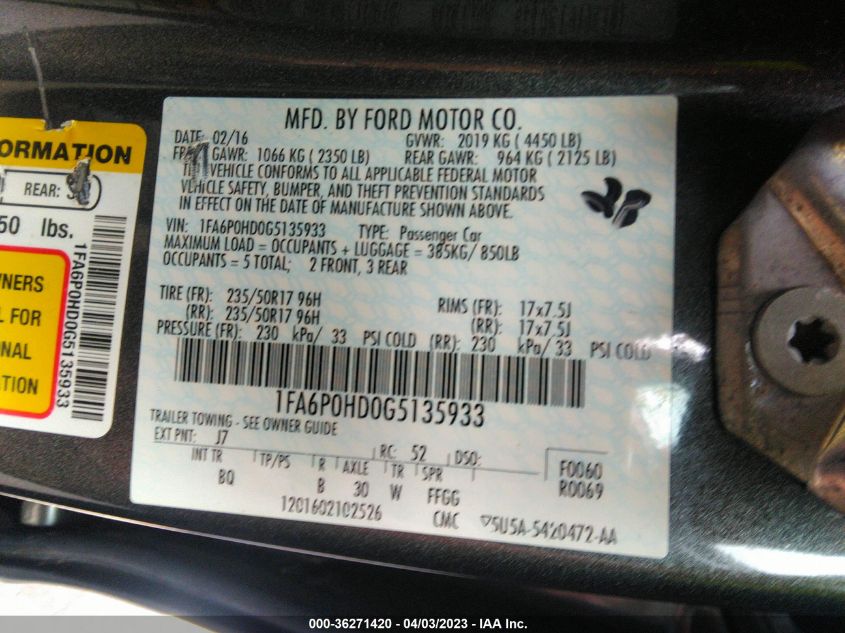 ORMATION
REAR:
50 lbs.
1FA6P0HD0G5135933
WNERS
L FOR
ONAL
MFD. BY FORD MOTOR CO.
DATE: 02/16 GVWR: 2019 KG ( 4450 LB)
GAWR: 1066 KG ( 2350 LB) REAR GAWR: 964 KG ( 2125 LB)
VEHICLE CONFORMS TO ALL APPLICABLE FEDERAL MOTOR
VEHICLE SAFETY, BUMPER, AND THEFT PREVENTION STANDARDS
IN EFFECT ON THE DATE OF MANUFACTURE SHOWN ABOVE.
VIN: 1FA6P0HD0G5135933 TYPE: Passenger Car
MAXIMUM LOAD = OCCUPANTS + LUGGAGE = 385KG/ 850LB
OCCUPANTS = 5 TOTAL; 2 FRONT, 3 REAR
TIRE (FR): 235/50R17 96H RIMS (FR): 17x7.5J
(RR): 235/50R17 96H (RR): 17x7.5J
PRESSURE (FR): 230 kPa/ 33 PSI COLD (RR): 230 kPa/ 33 PSI COLD
1FA6P0HD0G5135933
TRAILER TOWING - SEE OWNER GUIDE
EXT PNT: J7 RC: 52 DSO: F0060
INT TR TP/PS R AXLE TR SPR R0069
BQ B 30 W FFGG
1201602102526 CMC 5U5A-5420472-AA
000-36271420 - 04/03/2023 - IAA Inc.